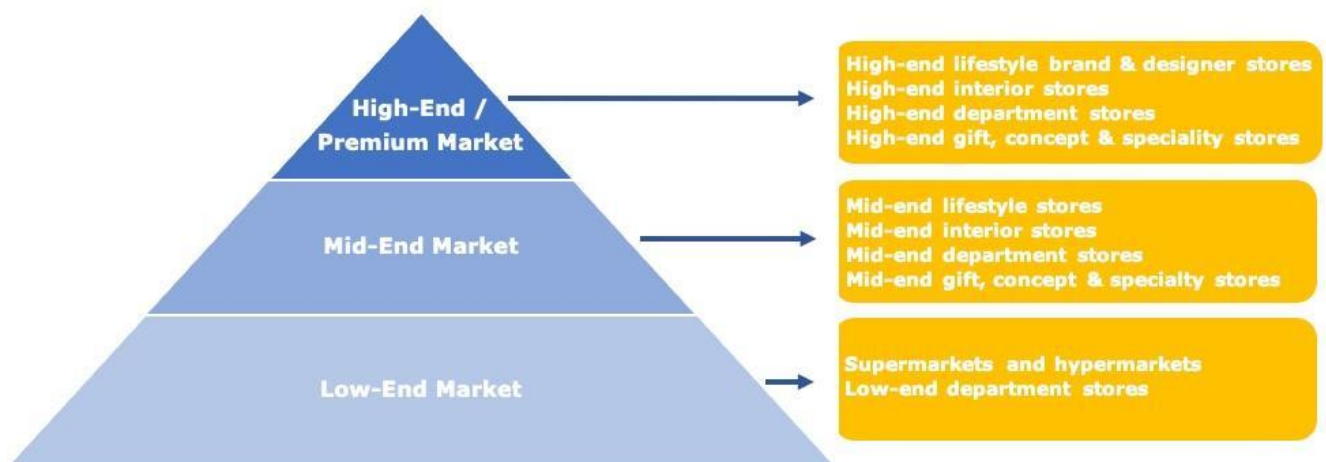 High-End /
Premium Market
High-end lifestyle brand & designer stores
High-end interior stores
High-end department stores
High-end gift, concept & speciality stores
Mid-End Market
Mid-end lifestyle stores
Mid-end interior stores
Mid-end department stores
Mid-end gift, concept & specialty stores
Low-End Market
Supermarkets and hypermarkets
Low-end department stores